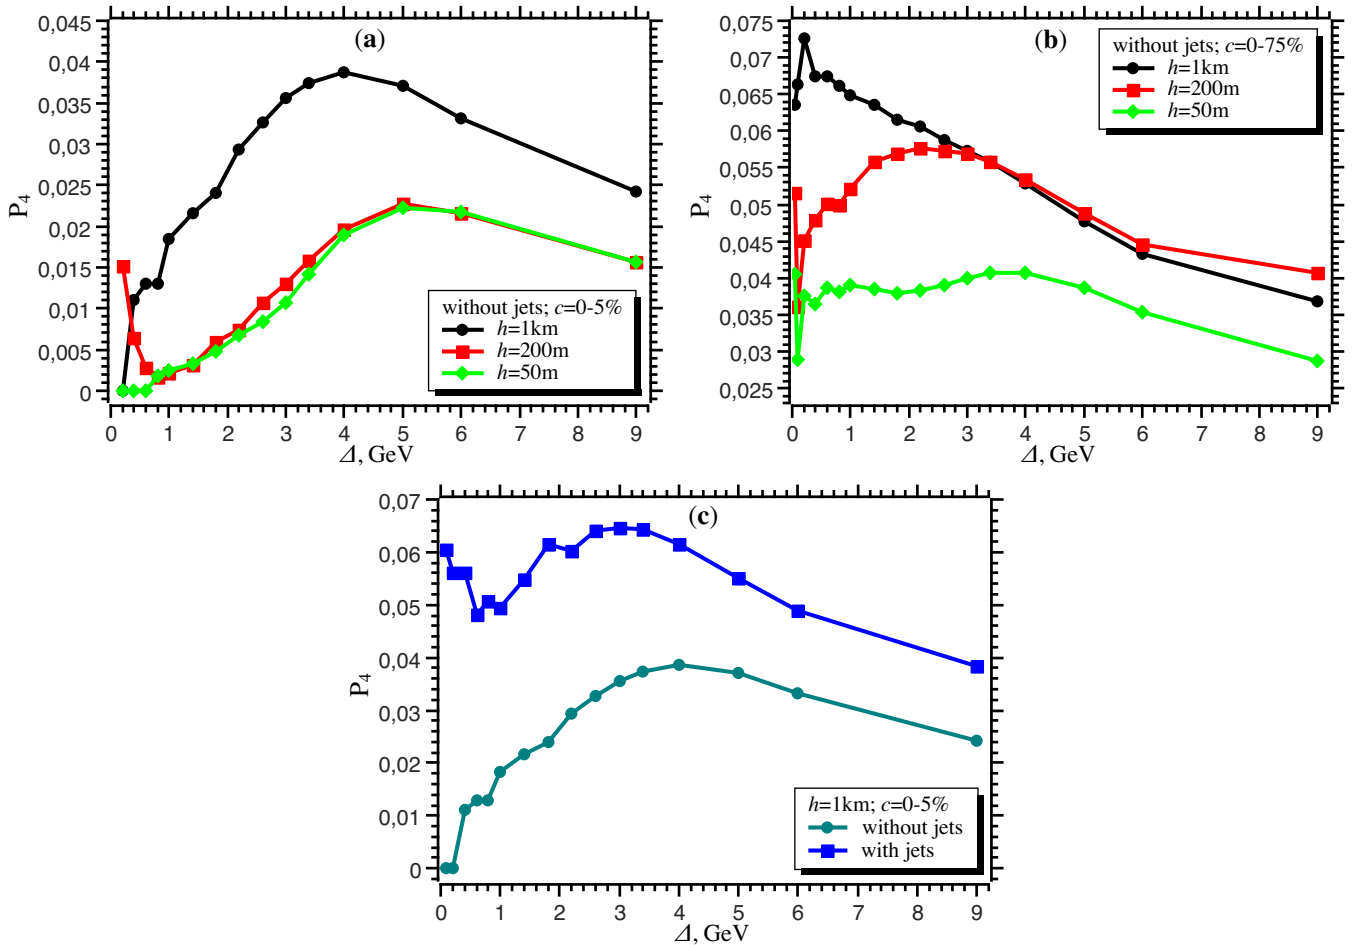 (a)
0,045
0,04
0,035
0,03
0,025
0,02
0,015
0,01
0,005
0
P4
without jets; c=0-5%
h=1km
h=200m
h=50m
0 1 2 3 4 5 6 7 8 9
Δ, GeV
(b)
0,075
0,07
0,065
0,06
0,055
0,05
0,045
0,04
0,035
0,03
0,025
P4
without jets; c=0-75%
h=1km
h=200m
h=50m
0 1 2 3 4 5 6 7 8 9
Δ, GeV
(c)
0,07
0,06
0,05
0,04
0,03
0,02
0,01
0
P4
h=1km; c=0-5%
without jets
with jets
0 1 2 3 4 5 6 7 8 9
Δ, GeV